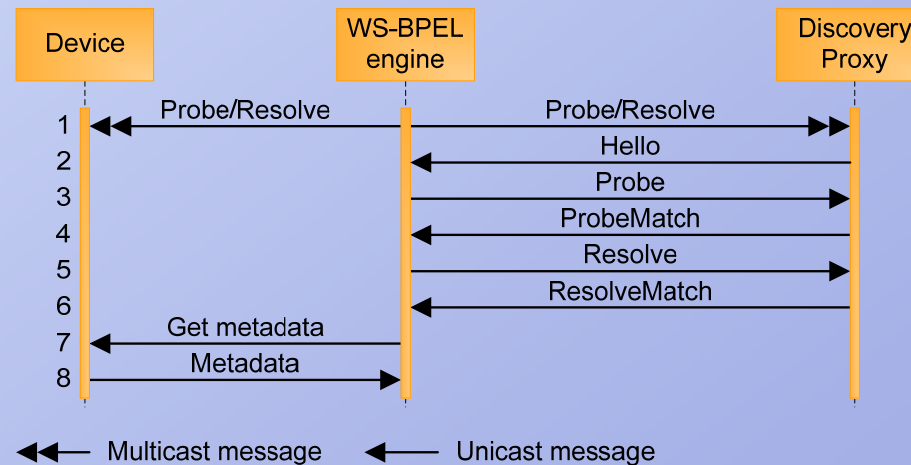 Device
WS-BPEL
engine
Discovery
Proxy
1
Probe/Resolve
Probe/Resolve
2
Hello
3
Probe
4
ProbeMatch
5
Resolve
6
ResolveMatch
7
Get metadata
8
Metadata
Multicast message
Unicast message